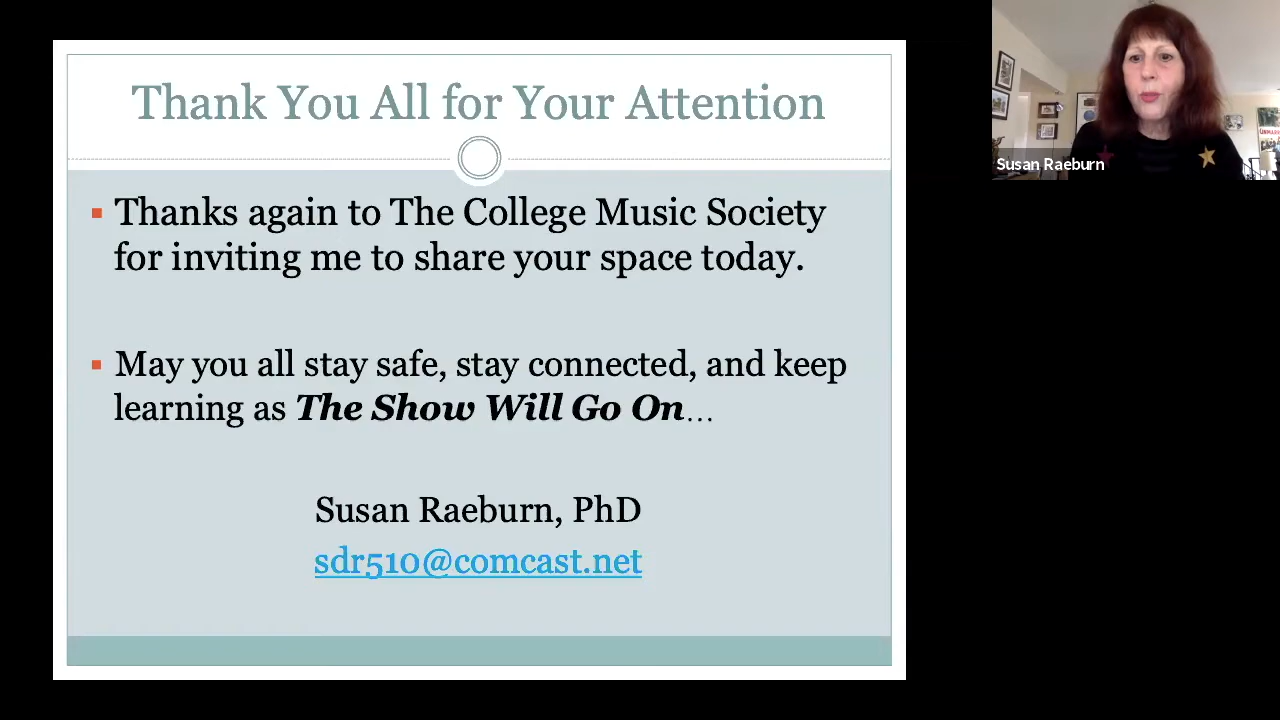 Thank You All for Your Attention
Thanks again to The College Music Society
for inviting me to share your space today.
May you all stay safe, stay connected, and keep
learning as The Show Will Go On…
Susan Raeburn, PhD
sdr510@comcast.net
Susan Raeburn